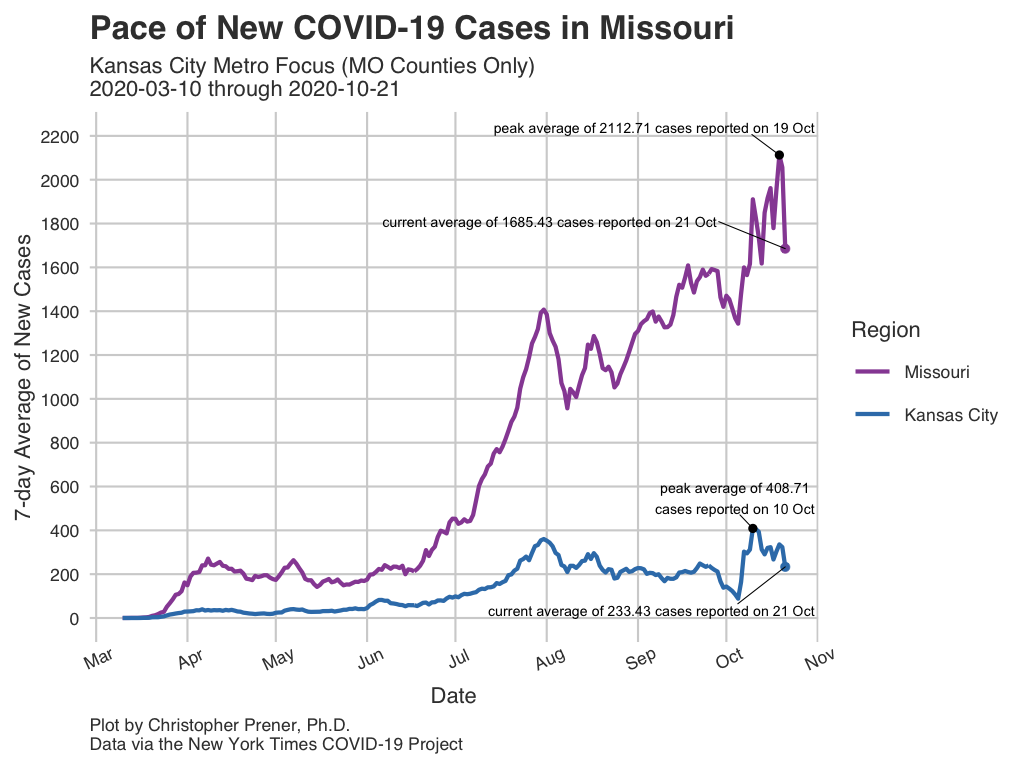 Pace of New COVID-19 Cases in Missouri
Kansas City Metro Focus (MO Counties Only)
2020-03-10 through 2020-10-21
7-day Average of New Cases
2200
2000
1800
1600
1400
1200
1000
800
600
400
200
0
peak average of 2112.71 cases reported on 19 Oct
current average of 1685.43 cases reported on 21 Oct
peak average of 408.71
cases reported on 10 Oct
current average of 233.43 cases reported on 21 Oct
Region
Missouri
Kansas City
Mar
Apr
May
Jun
Jul
Aug
Sep
Oct
Nov
Date
Plot by Christopher Prener, Ph.D.
Data via the New York Times COVID-19 Project